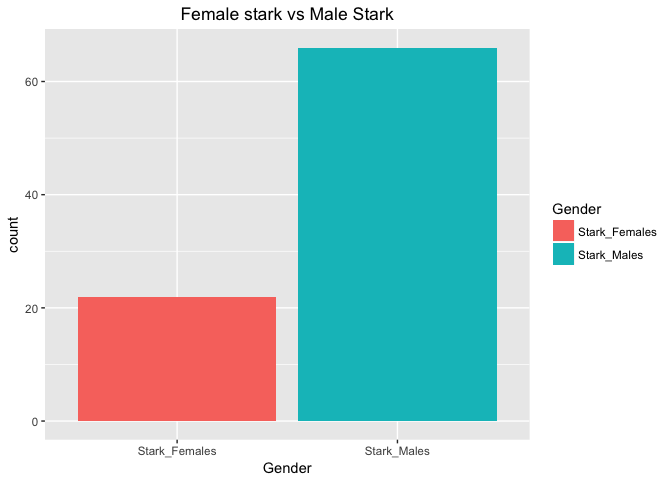 Female stark vs Male Stark
count
60
40
20
0
Stark_Females
Stark_Males
Gender
Gender
Stark_Females
Stark_Males